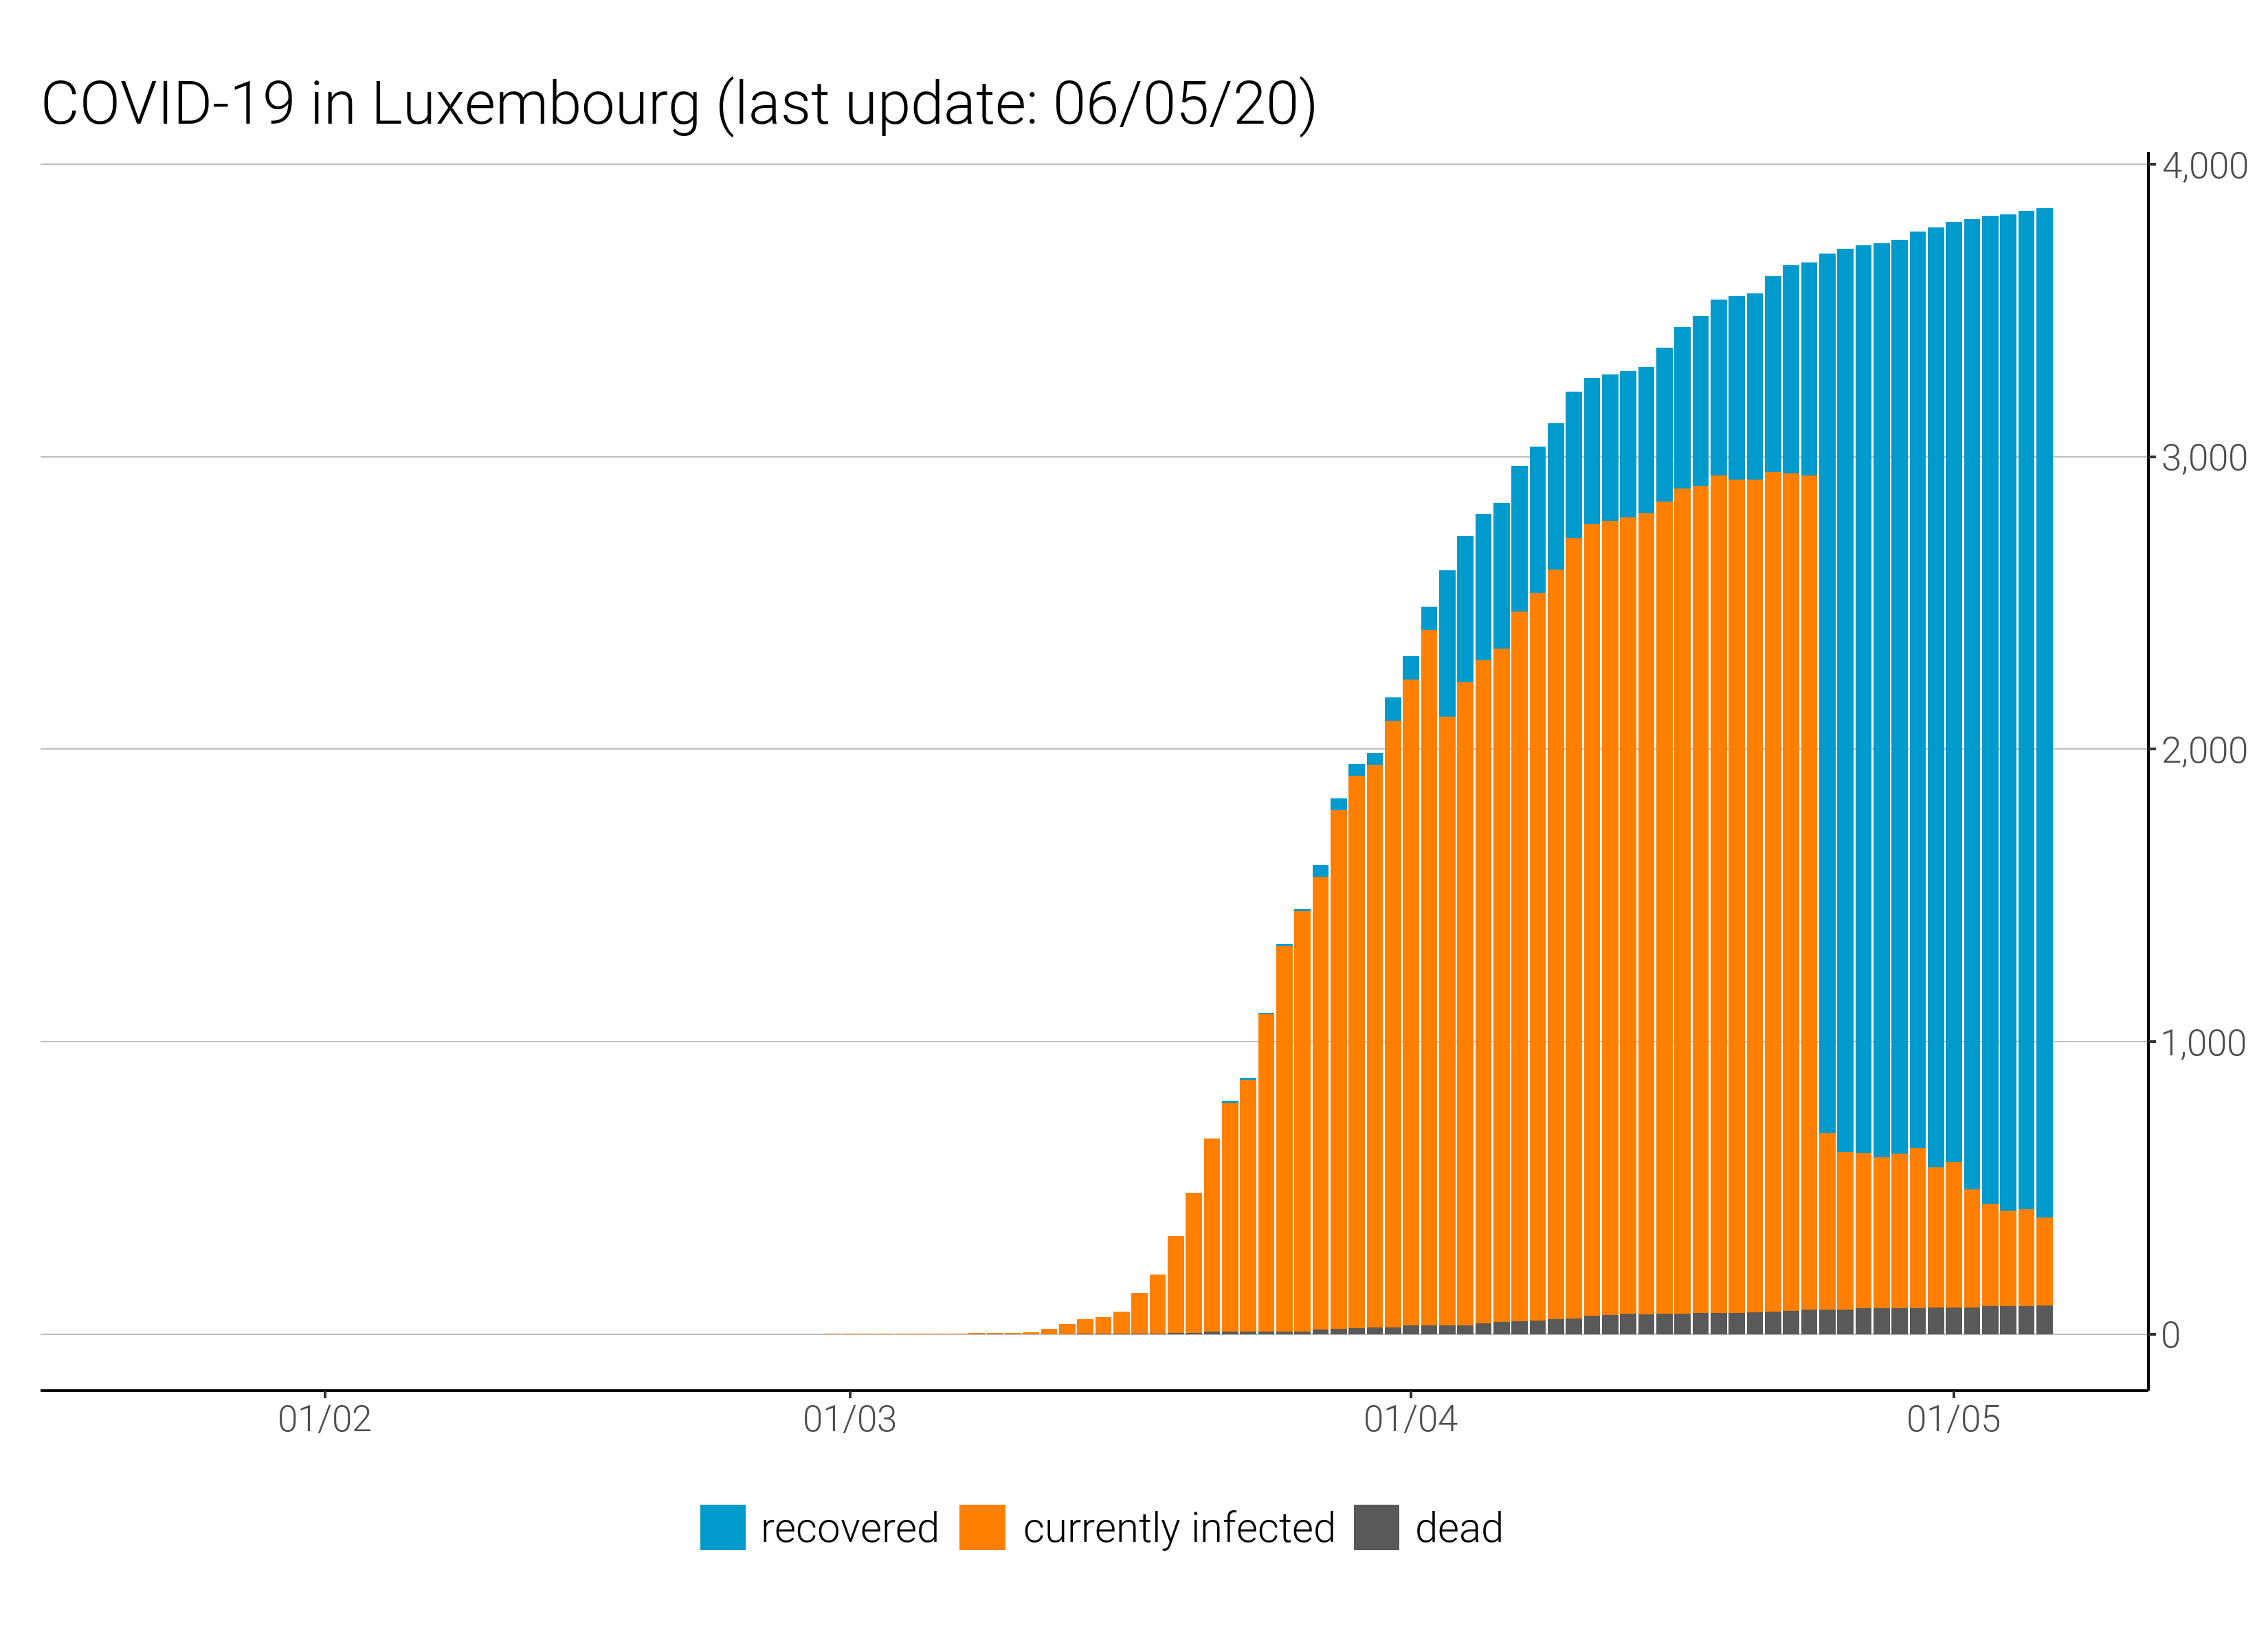 COVID-19 in Luxembourg (last update: 06/05/20)
4,000
3,000
2,000
1,000
0
01/02 01/03 01/04 01/05
recovered currently infected dead